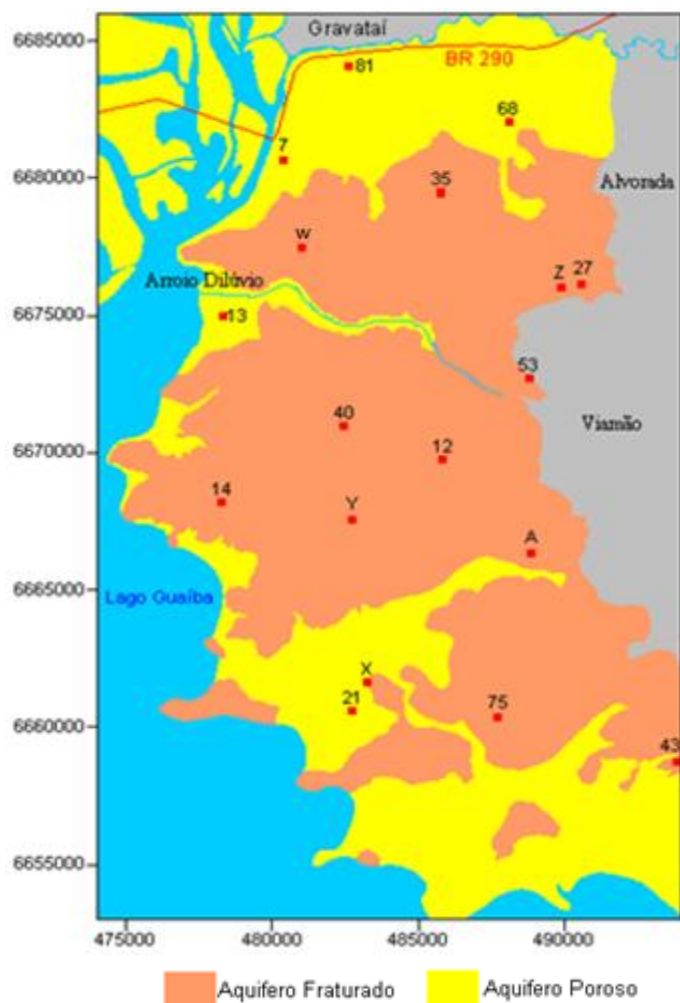 6685000
Gravataí
BR 290
81
68
7
6680000
35
Alvorada
w
Z 27
Arroio Dilúvio
6675000
13
53
40
Viamão
6670000
12
14
Y
A
6665000
Lago Guaíba
X
21
75
6660000
43
6655000
475000 480000 485000 490000
Aquifero Fraturado
Aquifero Poroso